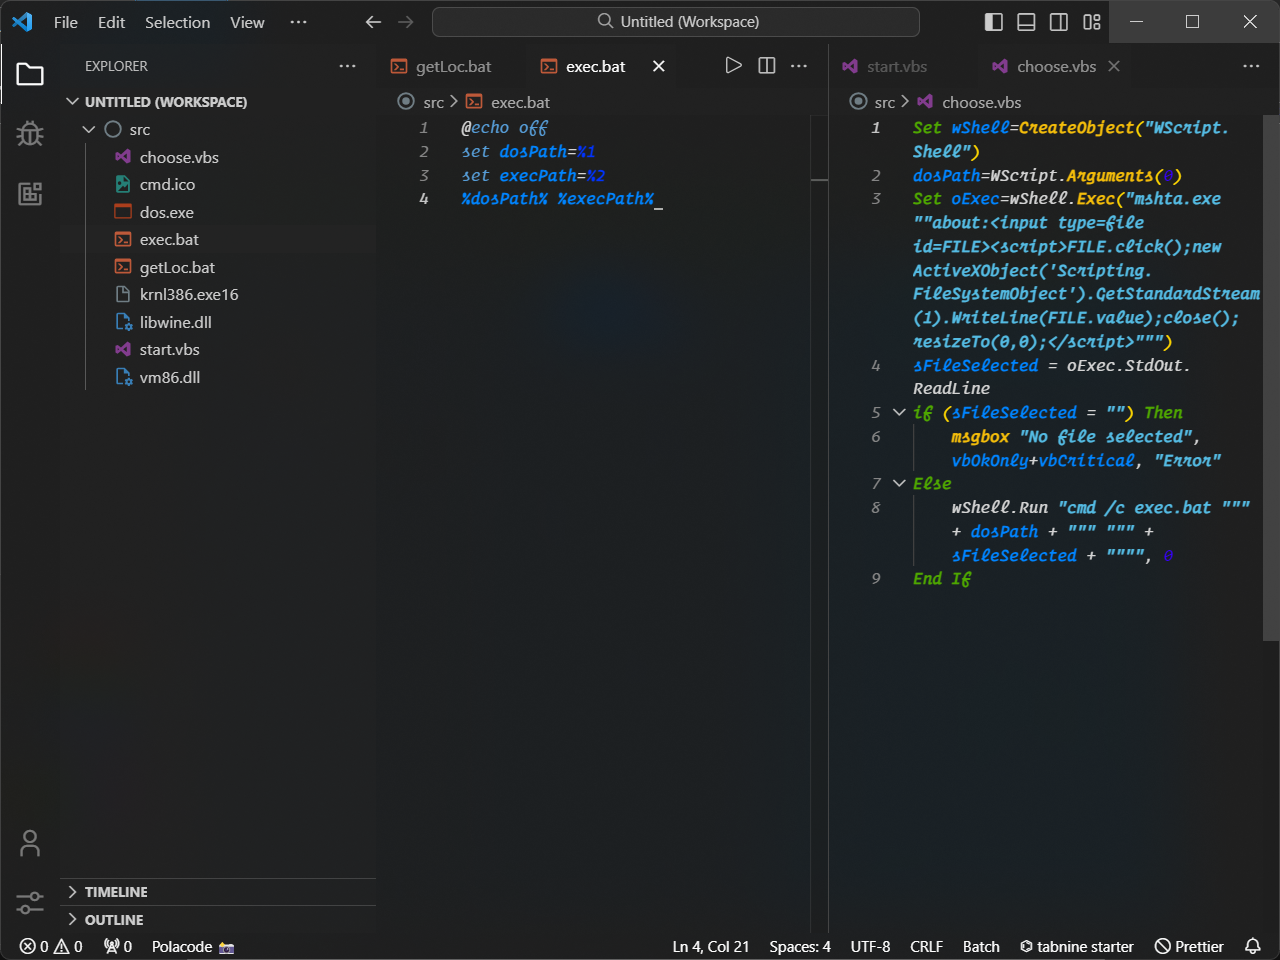 File Edit Selection View ··· Untitled (Workspace)
EXPLORER ···
UNTITLED (WORKSPACE)
src
choose.vbs
cmd.ico
dos.exe
exec.bat
getLoc.bat
krnl386.exe16
libwine.dll
start.vbs
vm86.dll
TIMELINE
OUTLINE
getLoc.bat exec.bat
src > exec.bat
1 @echo off
2 set dosPath=%1
3 set execPath=%2
4 %dosPath% %execPath%
start.vbs choose.vbs
src > choose.vbs
1 Set wShell=CreateObject("WScript.
Shell")
2 dosPath=WScript.Arguments(0)
3 Set oExec=wShell.Exec("mshta.exe
""about:<input type=file
id=FILE><script>FILE.click();new
ActiveXObject('Scripting.
FileSystemObject').GetStandardStream
(1).WriteLine(FILE.value);close();
resizeTo(0,0);</script>""")
4 sFileSelected = oExec.StdOut.
ReadLine
5 if (sFileSelected = "") Then
6 msgbox "No file selected",
vbOkOnly+vbCritical, "Error"
7 Else
8 wShell.Run "cmd /c exec.bat """
+ dosPath + """ """ +
sFileSelected + """", 0
9 End If
0 0 0 Polacode Ln 4, Col 21 Spaces: 4 UTF-8 CRLF Batch tabnine starter Prettier